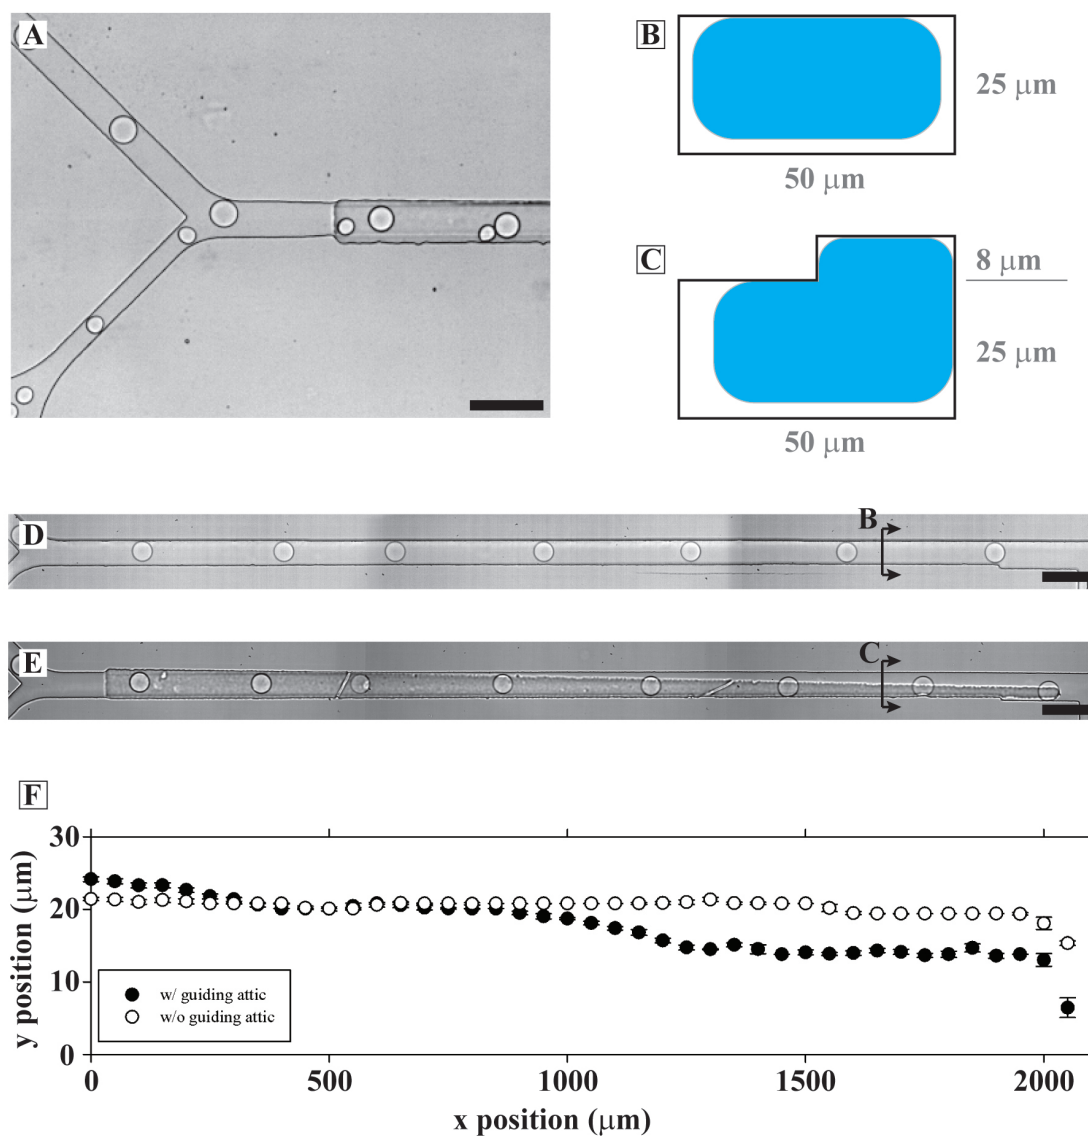 A
B
25 μm
50 μm
C
8 μm
25 μm
50 μm
D
B
E
C
F
30
20
10
0
y position (μm)
w/ guiding attic
w/o guiding attic
0
500
1000
1500
2000
x position (μm)